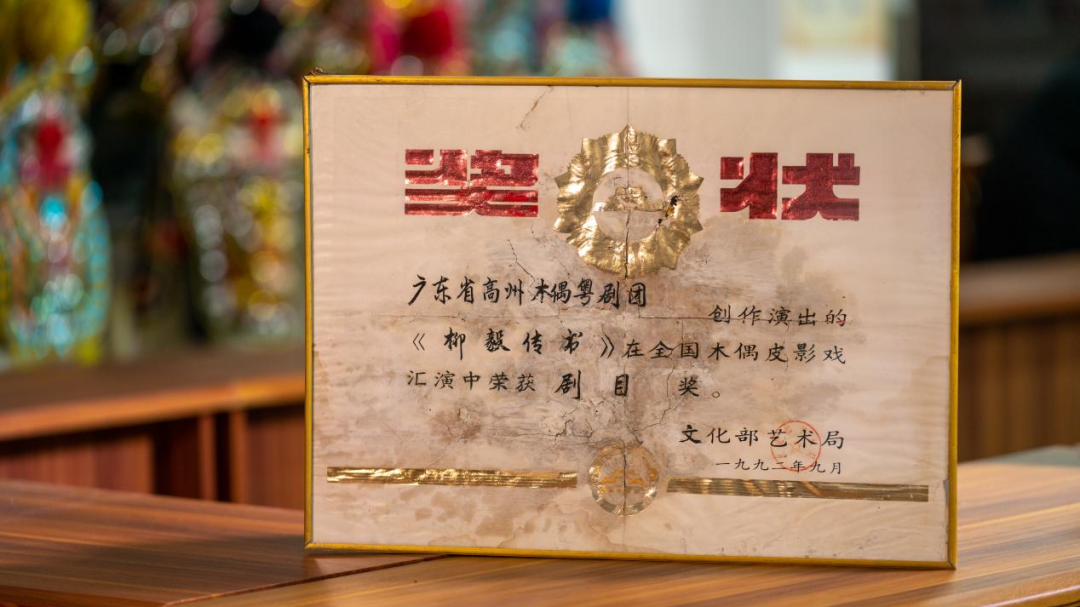 奖状
广东省高州木偶粤剧团
创作演出的
《柳毅传书》在全国木偶皮影戏
汇演中荣获剧目奖。
文化部艺术局
一九九二年九月